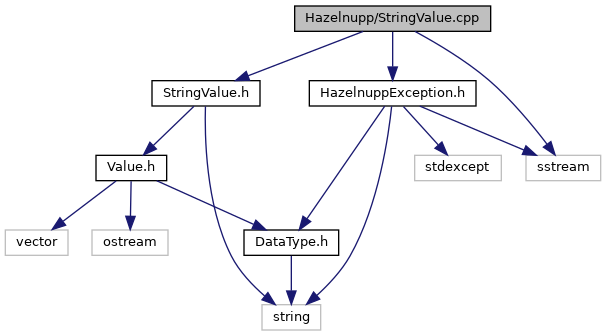 Hazelnupp/StringValue.cpp
StringValue.h
HazelnuppException.h
Value.h
stdexcept
sstream
vector
ostream
DataType.h
string